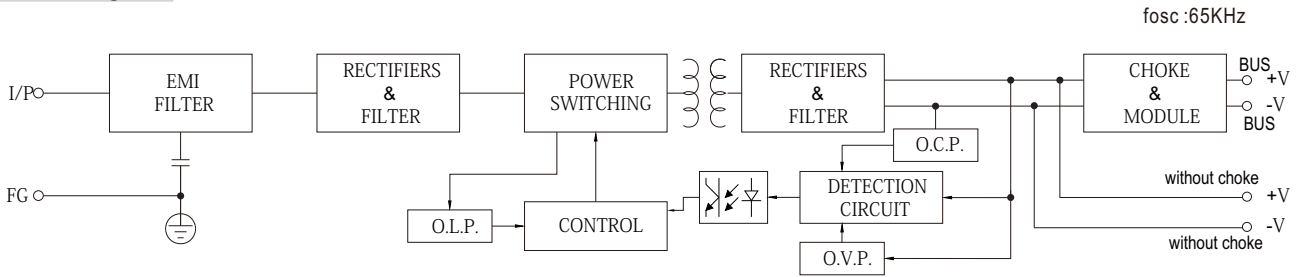 fosc :65KHz
I/P
EMI
FILTER
RECTIFIERS
&
FILTER
POWER
SWITCHING
RECTIFIERS
&
FILTER
CHOKE
&
MODULE
BUS
+V
-V
BUS
O.C.P.
FG
O.L.P.
CONTROL
DETECTION
CIRCUIT
O.V.P.
without choke
+V
-V
without choke